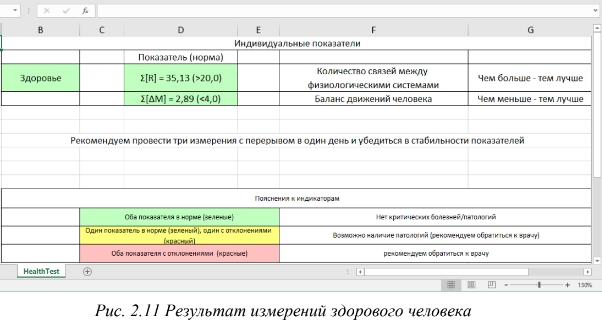 B C D E F G
Индивидуальные показатели
Показатель (норма)
Здоровье Σ[R] = 35,13 (>20,0) Количество связей между физиологическими системами Чем больше - тем лучше
Σ[ΔM] = 2,89 (<4,0) Баланс движений человека Чем меньше - тем лучше
Рекомендуем провести три измерения с перерывом в один день и убедиться в стабильности показателей
Пояснения к индикаторам
Оба показателя в норме (зеленые) Нет критических болезней/патологий
Один показатель в норме (зеленый), один с отклонениями (красный) Возможно наличие патологий (рекомендуем обратиться к врачу)
Оба показателя с отклонениями (красные) рекомендуем обратиться к врачу
HealthTest
130%
Рис. 2.11 Результат измерений здорового человека